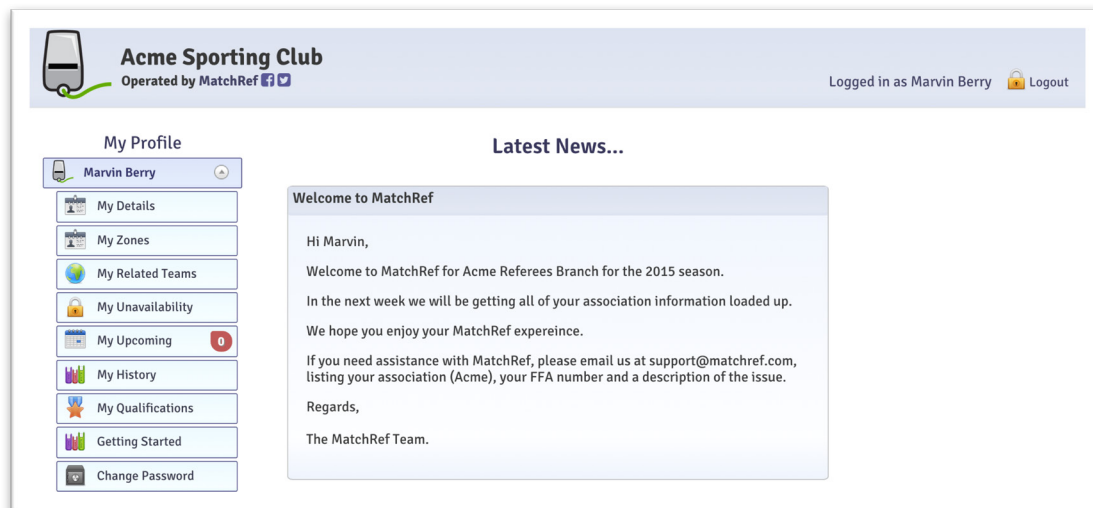 Acme Sporting Club
Operated by MatchRef
Logged in as Marvin Berry
Logout
My Profile
Marvin Berry
My Details
My Zones
My Related Teams
My Unavailability
My Upcoming
0
My History
My Qualifications
Getting Started
Change Password
Latest News...
Welcome to MatchRef
Hi Marvin,
Welcome to MatchRef for Acme Referees Branch for the 2015 season.
In the next week we will be getting all of your association information loaded up.
We hope you enjoy your MatchRef expereince.
If you need assistance with MatchRef, please email us at support@matchref.com,
listing your association (Acme), your FFA number and a description of the issue.
Regards,
The MatchRef Team.